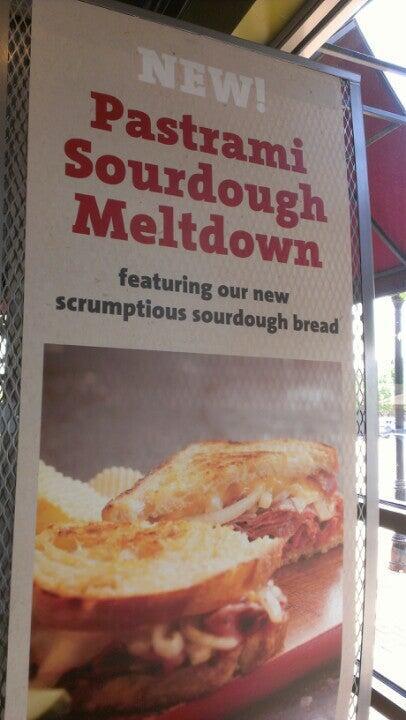 NEW!
Pastrami
Sourdough
Meltdown
featuring our new
scrumptious sourdough bread